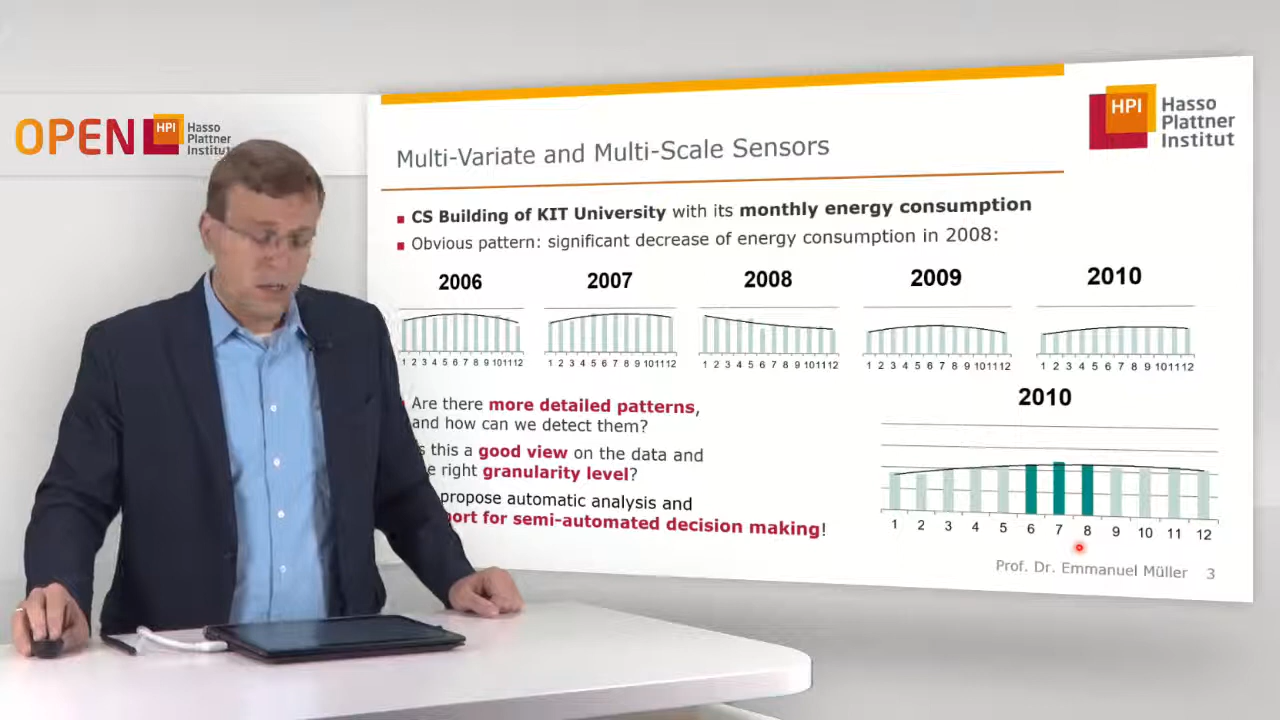 OPEN HPI Hasso
Plattner
Institut
HPI Hasso
Plattner
Institut
Multi-Variate and Multi-Scale Sensors
CS Building of KIT University with its monthly energy consumption
Obvious pattern: significant decrease of energy consumption in 2008:
2006 2007 2008 2009 2010
1 2 3 4 5 6 7 8 9 10 11 12 1 2 3 4 5 6 7 8 9 10 11 12 1 2 3 4 5 6 7 8 9 10 11 12 1 2 3 4 5 6 7 8 9 10 11 12 1 2 3 4 5 6 7 8 9 10 11 12
Are there more detailed patterns,
and how can we detect them?
s this a good view on the data and
e right granularity level?
propose automatic analysis and
port for semi-automated decision making!
2010
1 2 3 4 5 6 7 8 9 10 11 12
Prof. Dr. Emmanuel Müller 3